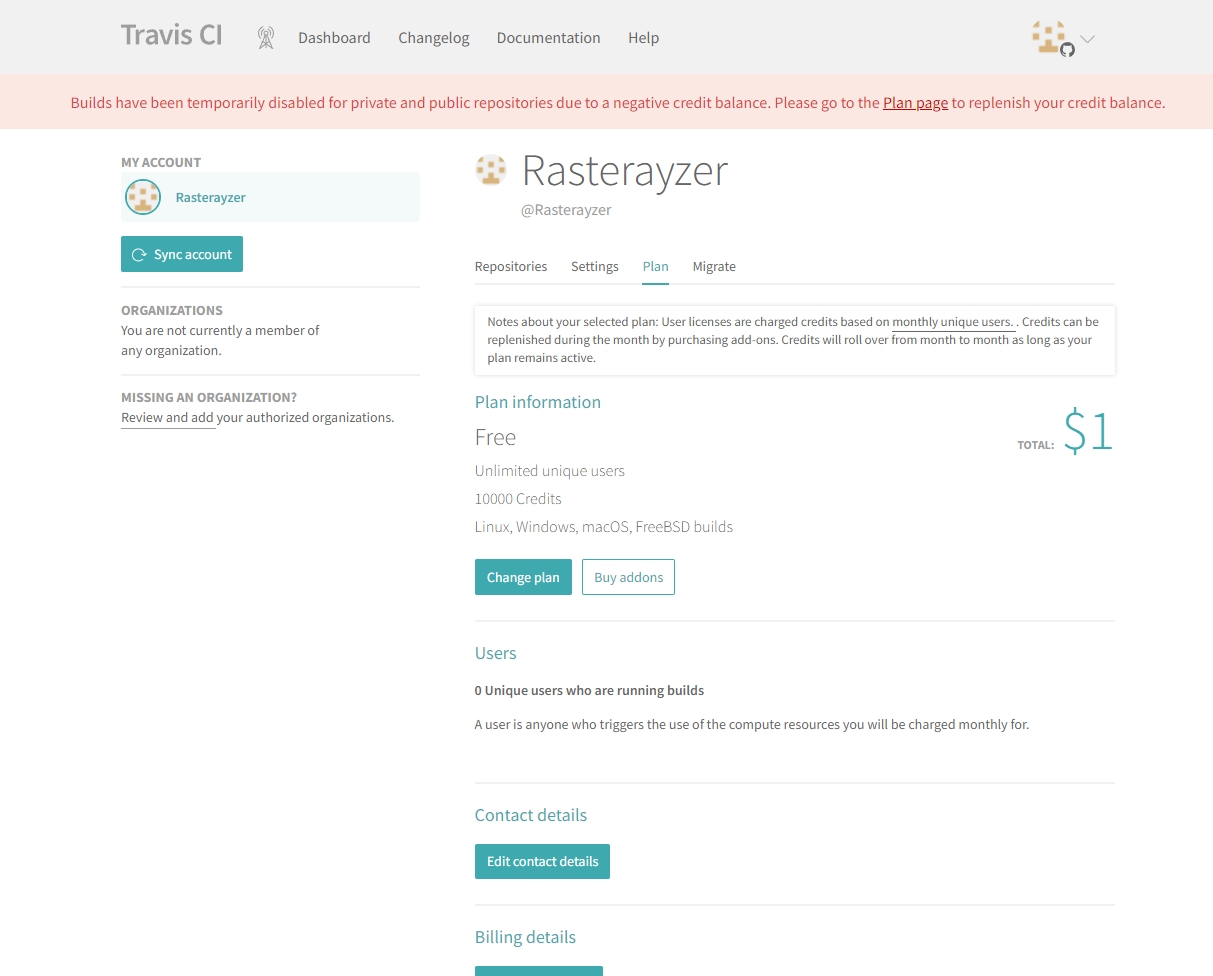 Travis CI
Dashboard
Changelog
Documentation
Help
Builds have been temporarily disabled for private and public repositories due to a negative credit balance. Please go to the Plan page to replenish your credit balance.
MY ACCOUNT
Rasterayzer
Sync account
ORGANIZATIONS
You are not currently a member of
any organization.
MISSING AN ORGANIZATION?
Review and add your authorized organizations.
Rasterayzer
@Rasterayzer
Repositories
Settings
Plan
Migrate
Notes about your selected plan: User licenses are charged credits based on monthly unique users. . Credits can be
replenished during the month by purchasing add-ons. Credits will roll over from month to month as long as your
plan remains active.
Plan information
Free
TOTAL: $1
Unlimited unique users
10000 Credits
Linux, Windows, macOS, FreeBSD builds
Change plan
Buy addons
Users
0 Unique users who are running builds
A user is anyone who triggers the use of the compute resources you will be charged monthly for.
Contact details
Edit contact details
Billing details